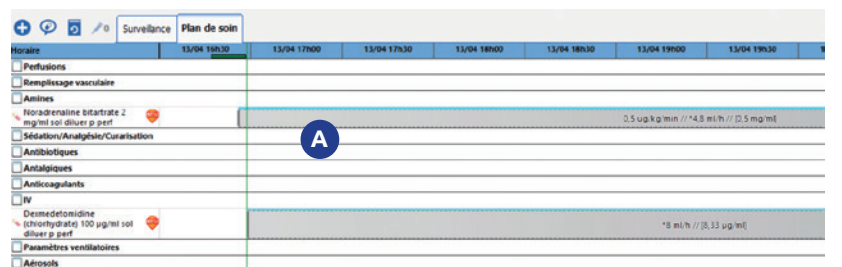 0 Surveillance Plan de soin
Horaire 13/04 16h30 13/04 17h00 13/04 17h30 13/04 18h00 13/04 18h30 13/04 19h00 13/04 19h30
Perfusions
Remplissage vasculaire
Amines
Noradrenaline bitartrate 2
mg/ml sol diluer p perf
0,5 ug/kg/min // *4,8 ml/h // [0,5 mg/ml]
A
Sédation/Analgésie/Curarisation
Antibiotiques
Antalgiques
Anticoagulants
IV
Dexmedetomidine
(chlorhydrate) 100 µg/ml sol
diluer p perf
*8 ml/h // [8,33 µg/ml]
Paramètres ventilatoires
Aérosols